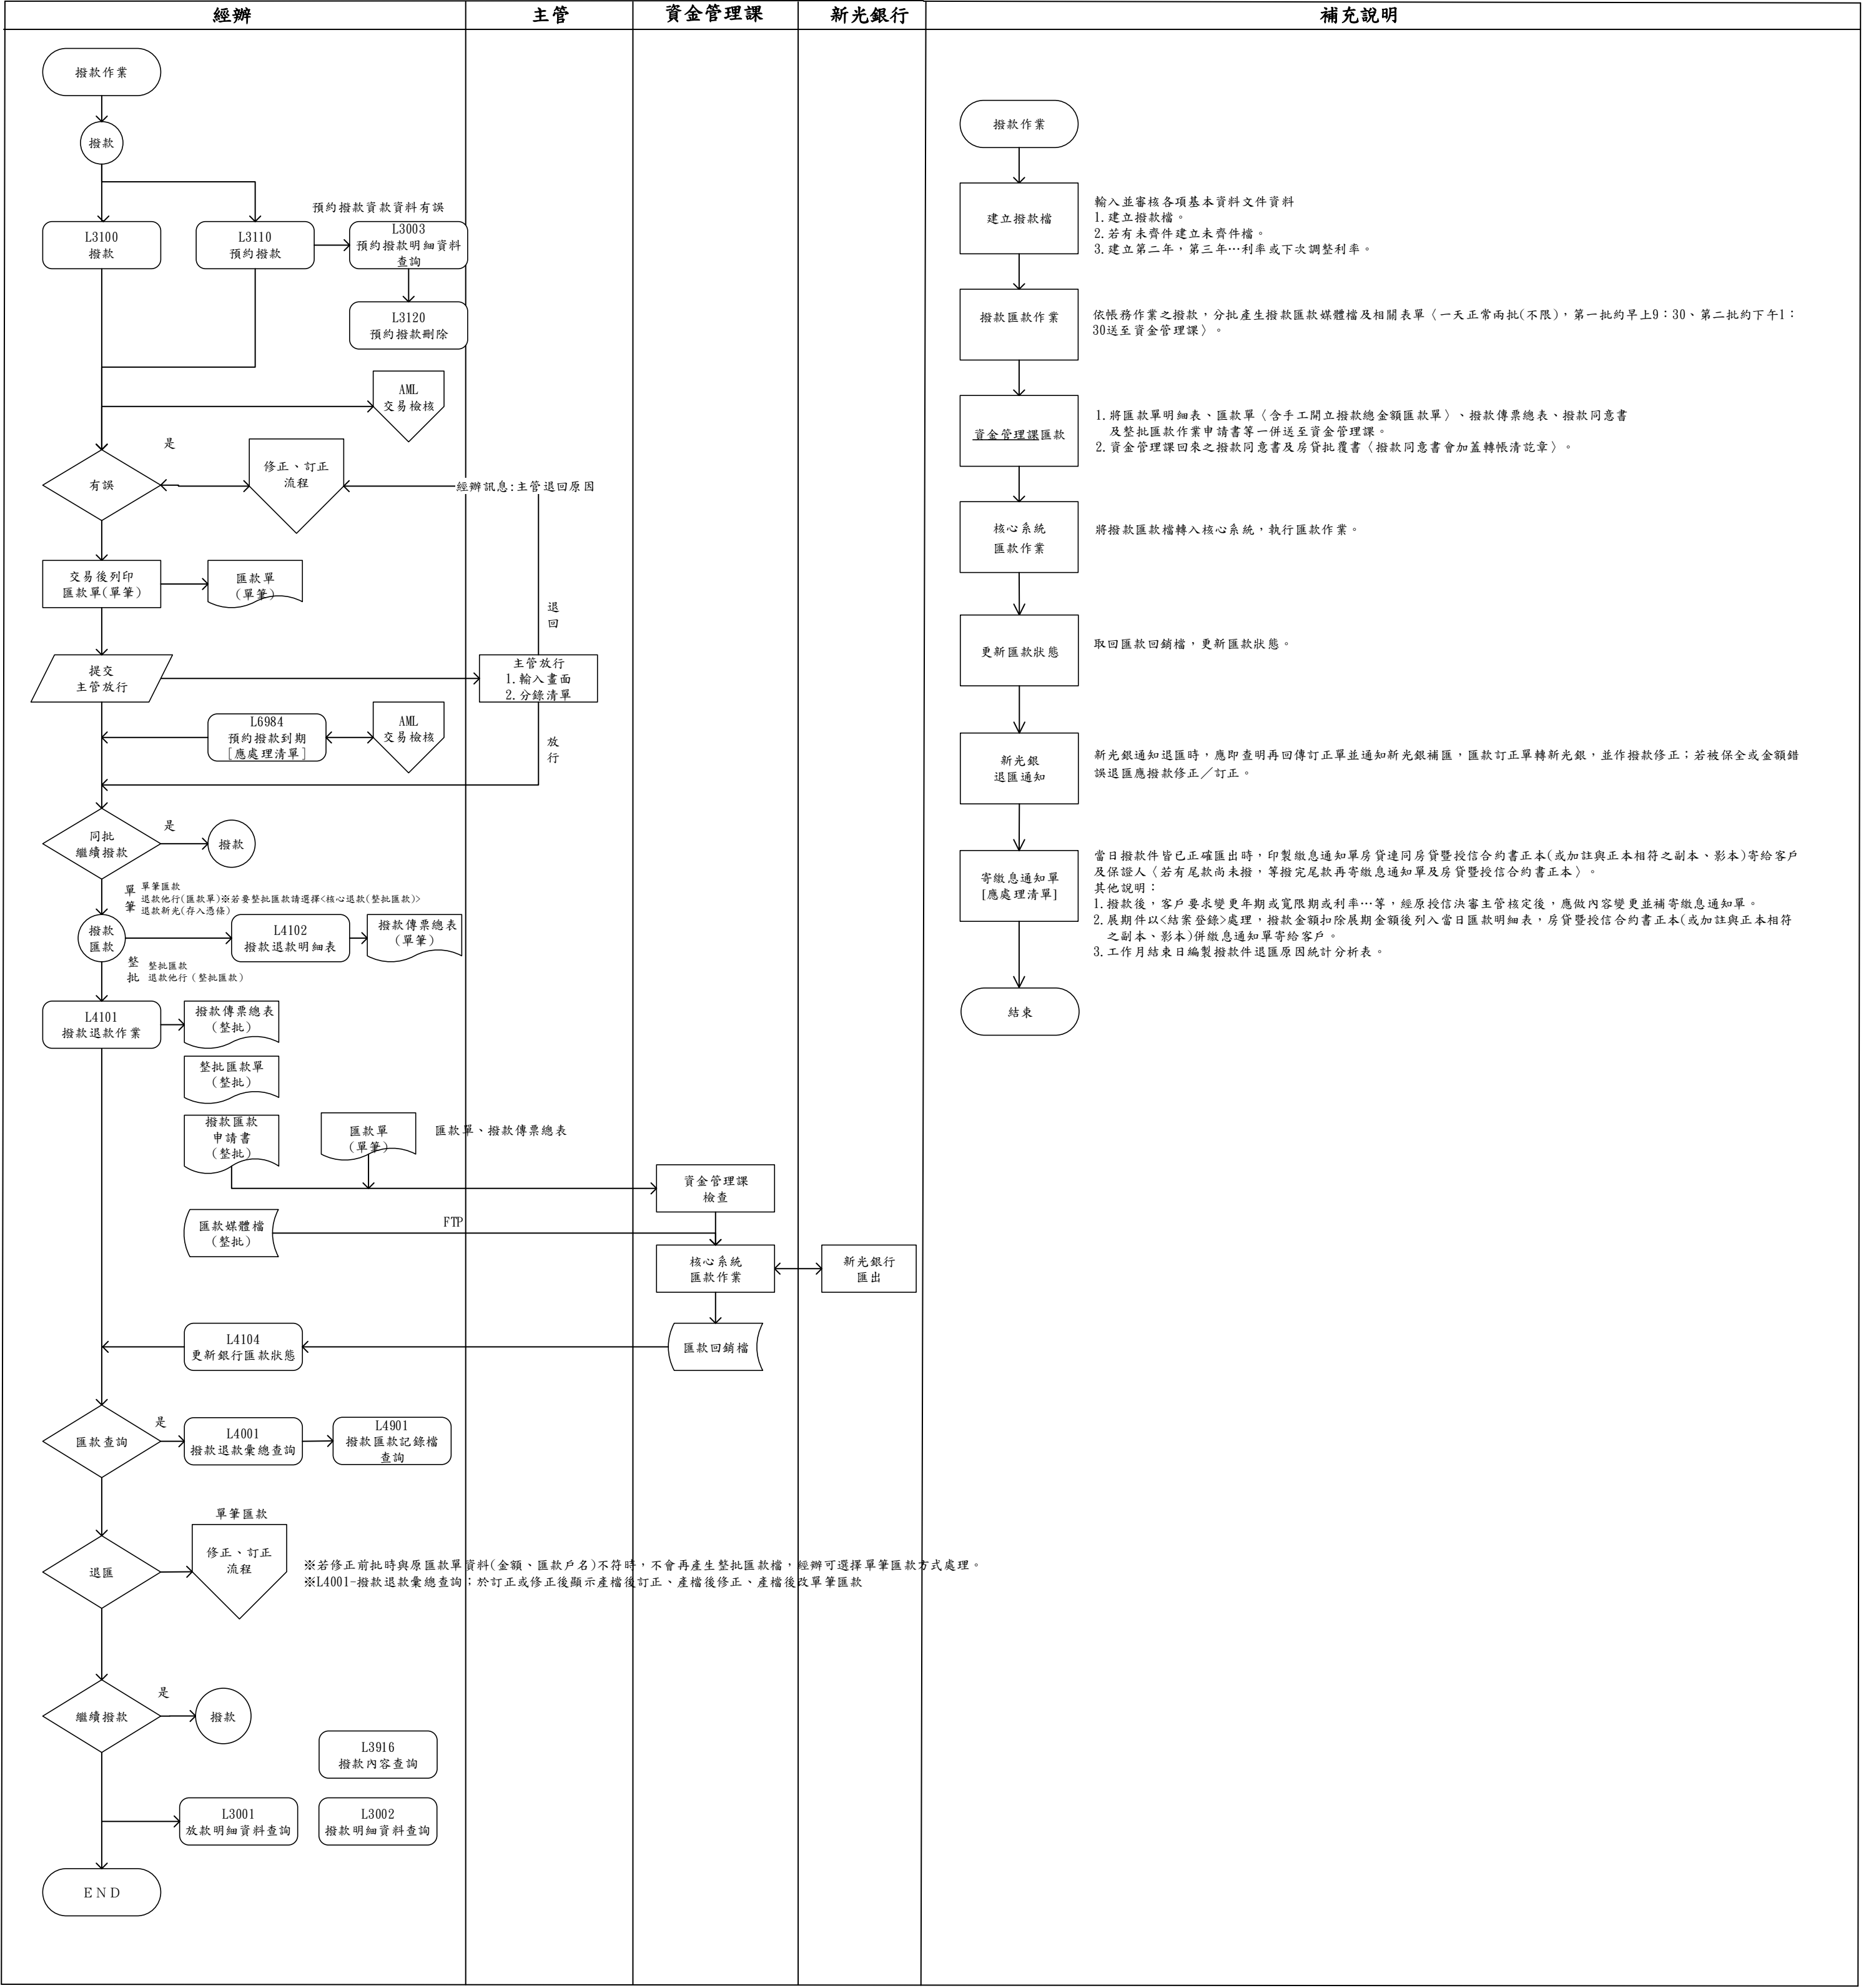 經辦
主管
資金管理課
新光銀行
補充說明
撥款作業
撥款
預約撥款資款資料有誤
L3100
撥款
L3110
預約撥款
L3003
預約撥款明細資料
查詢
L3120
預約撥款刪除
AML
交易檢核
是
有誤
修正、訂正
流程
經辦訊息:主管退回原因
交易後列印
匯款單(單筆)
匯款單
(單筆)
退
回
提交
主管放行
主管放行
1.輸入畫面
2.分錄清單
L6984
預約撥款到期
[應處理清單]
AML
交易檢核
放
行
同批
繼續撥款
是
撥款
單
筆
單筆匯款
退款他行(匯款單)※若要整批匯款請選擇<核心退款(整批匯款)>
退款新光(存入憑條)
撥款
匯款
L4102
撥款退款明細表
撥款傳票總表
(單筆)
整
批
整批匯款
退款他行（整批匯款）
L4101
撥款退款作業
撥款傳票總表
(整批)
整批匯款單
(整批)
撥款匯款
申請書
(整批)
匯款單
(單筆)
匯款單、撥款傳票總表
資金管理課
檢查
匯款媒體檔
(整批)
FTP
核心系統
匯款作業
新光銀行
匯出
L4104
更新銀行匯款狀態
匯款回銷檔
匯款查詢
是
L4001
撥款退款彙總查詢
L4901
撥款匯款記錄檔
查詢
單筆匯款
退匯
修正、訂正
流程
※若修正前批時與原匯款單資料(金額、匯款戶名)不符時，不會再產生整批匯款檔，經辦可選擇單筆匯款方式處理。
※L4001-撥款退款彙總查詢；於訂正或修正後顯示產檔後訂正、產檔後修正、產檔後改單筆匯款
繼續撥款
是
撥款
L3916
撥款內容查詢
L3001
放款明細資料查詢
L3002
撥款明細資料查詢
ＥＮＤ
撥款作業
建立撥款檔
輸入並審核各項基本資料文件資料
1.建立撥款檔。
2.若有未齊件建立未齊件檔。
3.建立第二年，第三年…利率或下次調整利率。
撥款匯款作業
依帳務作業之撥款，分批產生撥款匯款媒體檔及相關表單〈一天正常兩批(不限)，第一批約早上9：30、第二批約下午1：
30送至資金管理課〉。
資金管理課匯款
1.將匯款單明細表、匯款單〈含手工開立撥款總金額匯款單〉、撥款傳票總表、撥款同意書
及整批匯款作業申請書等一併送至資金管理課。
2.資金管理課回來之撥款同意書及房貸批覆書〈撥款同意書會加蓋轉帳清訖章〉。
核心系統
匯款作業
將撥款匯款檔轉入核心系統，執行匯款作業。
更新匯款狀態
取回匯款回銷檔，更新匯款狀態。
新光銀
退匯通知
新光銀通知退匯時，應即查明再回傳訂正單並通知新光銀補匯，匯款訂正單轉新光銀，並作撥款修正；若被保全或金額錯
誤退匯應撥款修正／訂正。
寄繳息通知單
[應處理清單]
當日撥款件皆已正確匯出時，印製繳息通知單房貸連同房貸暨授信合約書正本(或加註與正本相符之副本、影本)寄給客戶
及保證人〈若有尾款尚未撥，等撥完尾款再寄繳息通知單及房貸暨授信合約書正本〉。
其他說明：
1.撥款後，客戶要求變更年期或寬限期或利率…等，經原授信決審主管核定後，應做內容變更並補寄繳息通知單。
2.展期件以<結案登錄>處理，撥款金額扣除展期金額後列入當日匯款明細表，房貸暨授信合約書正本(或加註與正本相符
之副本、影本)併繳息通知單寄給客戶。
3.工作月結束日編製撥款件退匯原因統計分析表。
結束